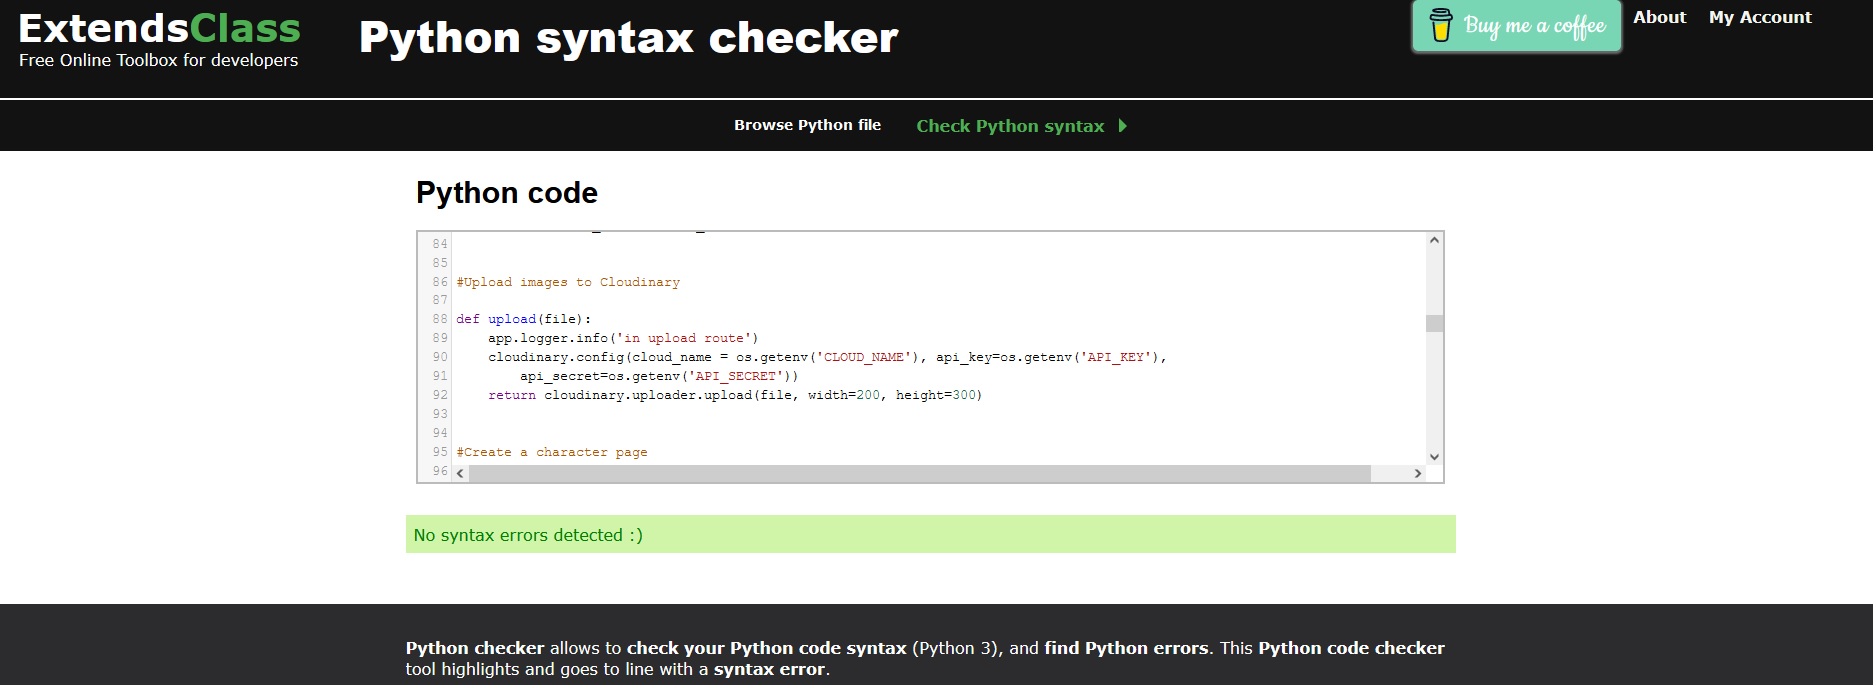 ExtendsClass
Free Online Toolbox for developers
Python syntax checker
Buy me a coffee
About
My Account
Browse Python file
Check Python syntax
Python code
84
85
86 #Upload images to Cloudinary
87
88 def upload(file):
89     app.logger.info('in upload route')
90     cloudinary.config(cloud_name = os.getenv('CLOUD_NAME'), api_key=os.getenv('API_KEY'),
91         api_secret=os.getenv('API_SECRET'))
92     return cloudinary.uploader.upload(file, width=200, height=300)
93
94
95 #Create a character page
96
No syntax errors detected :)
Python checker allows to check your Python code syntax (Python 3), and find Python errors. This Python code checker
tool highlights and goes to line with a syntax error.